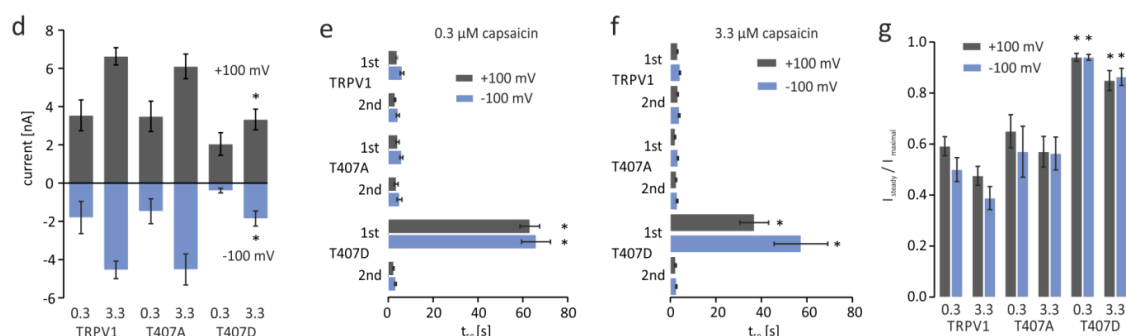 d
8
6
4
2
0
-2
-4
-6
current [nA]
+100 mV
*
*
-100 mV
0.3 3.3 0.3 3.3 0.3 3.3
TRPV1 T407A T407D
e
0.3 µM capsaicin
+100 mV
-100 mV
1st
TRPV1
2nd
1st
T407A
2nd
1st
*
*
T407D
2nd
0 20 40 60 80
[s]
f
3.3 µM capsaicin
+100 mV
-100 mV
1st
TRPV1
2nd
1st
T407A
2nd
1st
*
*
T407D
2nd
0 20 40 60 80
[s]
g
+100 mV
-100 mV
* *
* *
1.0
0.8
0.6
0.4
0.2
0.0
I steady / I maximal
0.3 3.3 0.3 3.3 0.3 3.3
TRPV1 T407A T407D